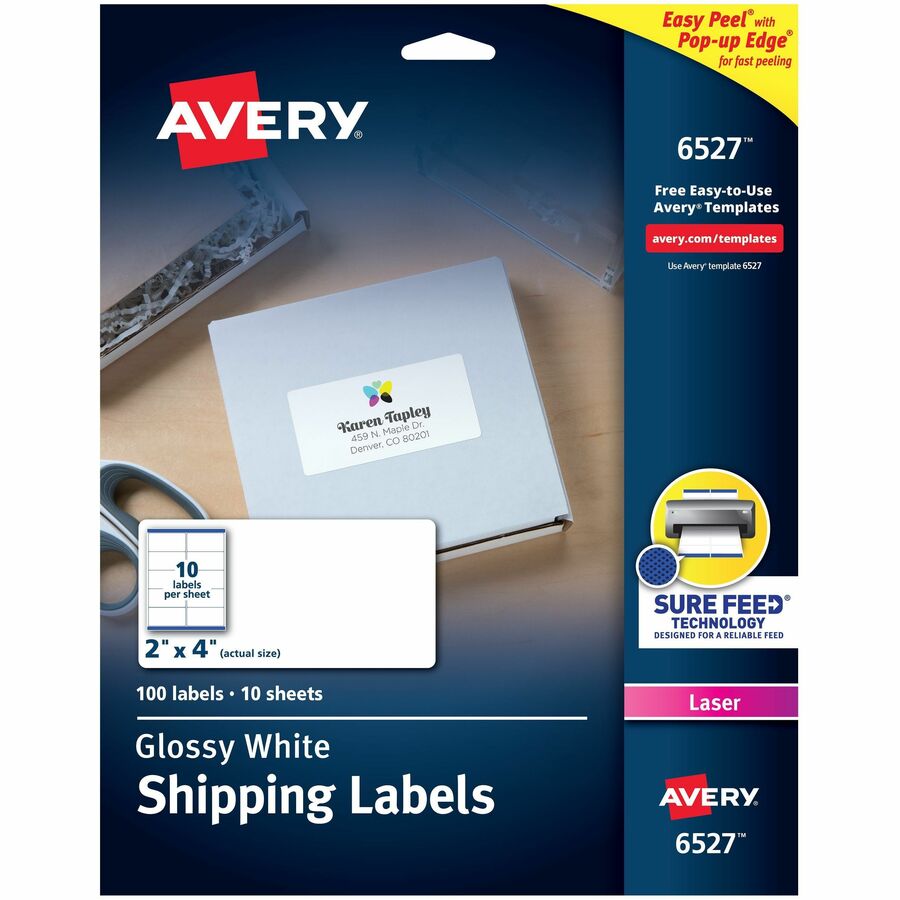 Easy Peel® with
Pop-up Edge®
for fast peeling
AVERY®
6527™
Free Easy-to-Use
Avery® Templates
avery.com/templates
Use Avery® template 6527
Karen Tapley
459 N. Maple Dr.
Denver, CO 80201
10
labels
per sheet
2" x 4" (actual size)
SURE FEED®
TECHNOLOGY
DESIGNED FOR A RELIABLE FEED
100 labels • 10 sheets
Laser
Glossy White
Shipping Labels
AVERY®
6527™